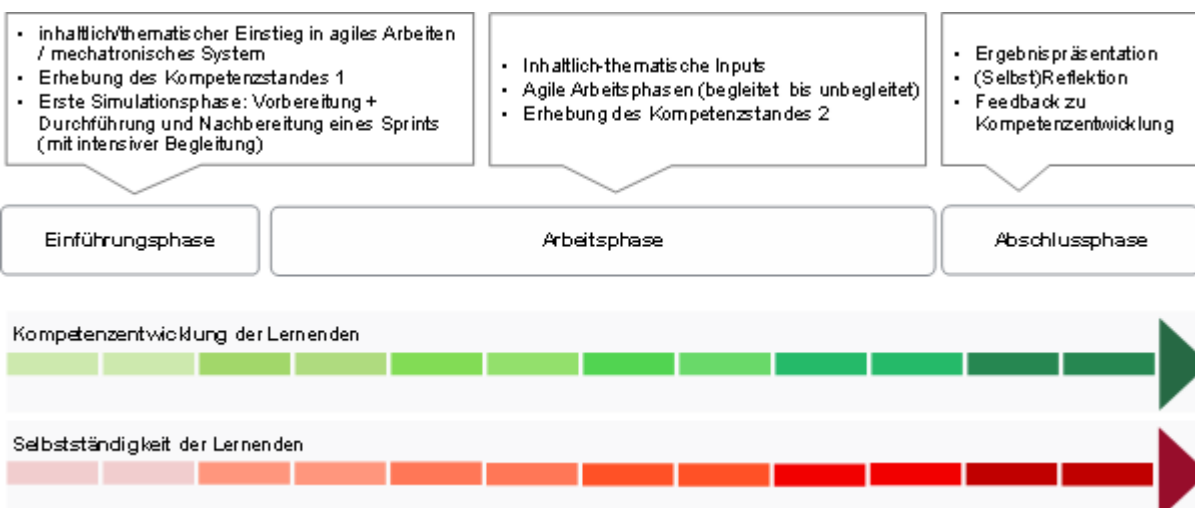 • inhaltlich/thematischer Einstieg in agiles Arbeiten
/ mechatronisches System
• Erhebung des Kompetenzstandes 1
• Erste Simulationsphase: Vorbereitung +
Durchführung und Nachbereitung eines Sprints
(mit intensiver Begleitung)
• Inhaltlich-thematische Inputs
• Agile Arbeitsphasen (begleitet bis unbegleitet)
• Erhebung des Kompetenzstandes 2
• Ergebnispräsentation
• (Selbst)Reflektion
• Feedback zu
Kompetenzentwicklung
Einführungsphase
Arbeitsphase
Abschlussphase
Kompetenzentwicklung der Lernenden
Selbstständigkeit der Lernenden